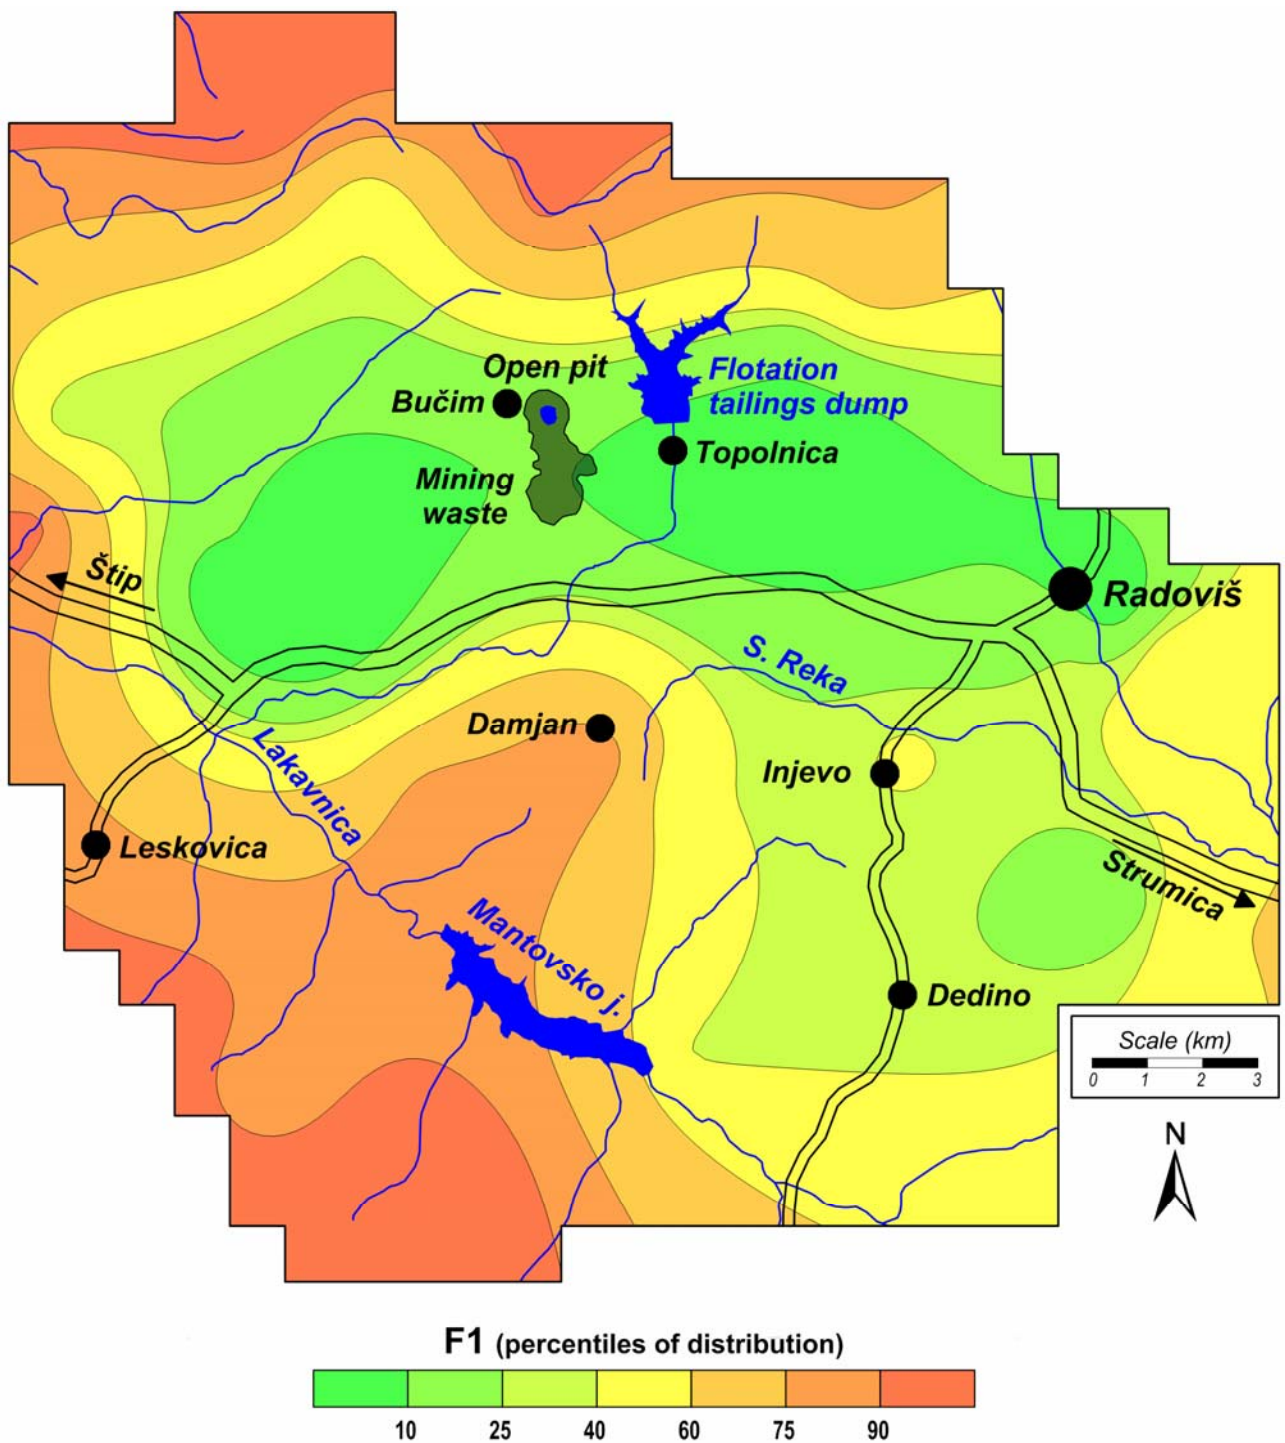 Open pit
Bučim
Flotation
tailings dump
Topolnica
Mining
waste
Štip
Radoviš
S. Reka
Damjan
Lakavnica
Injevo
Leskovica
Strumica
Mantovsko j.
Dedino
Scale (km)
0 1 2 3
N
F1 (percentiles of distribution)
10 25 40 60 75 90